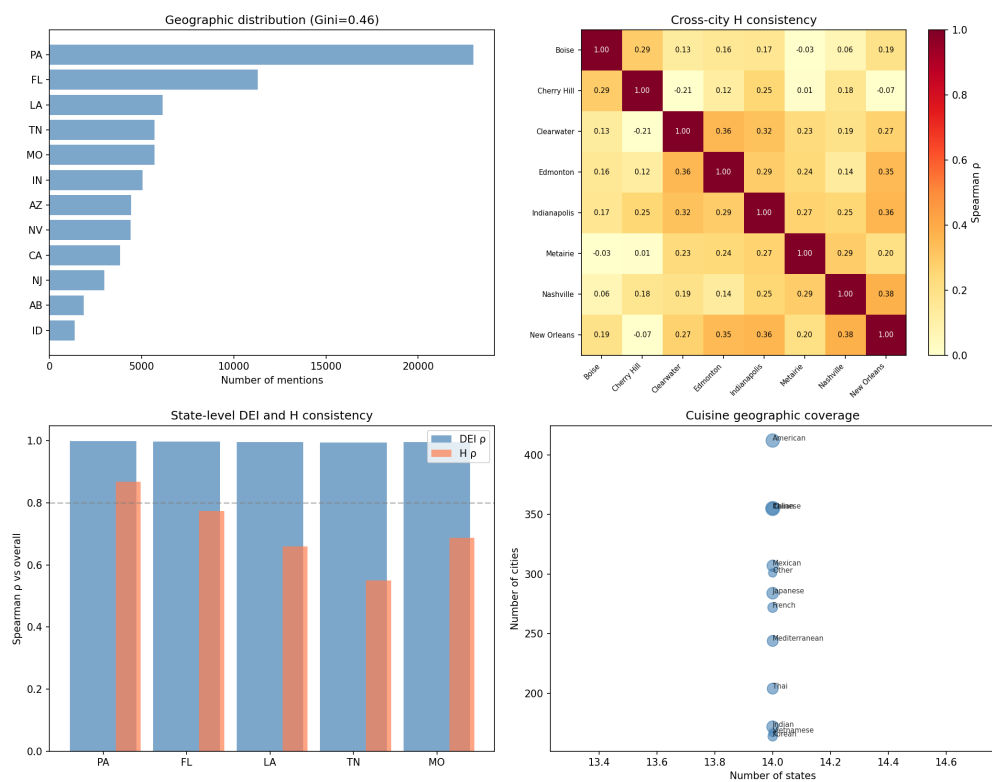 Geographic distribution (Gini=0.46)
PA
FL
LA
TN
MO
IN
AZ
NV
CA
NJ
AB
ID
0 5000 10000 15000 20000
Number of mentions
Cross-city H consistency
Boise 1.00 0.29 0.13 0.16 0.17 -0.03 0.06 0.19
Cherry Hill 0.29 1.00 -0.21 0.12 0.25 0.01 0.18 -0.07
Clearwater 0.13 -0.21 1.00 0.36 0.32 0.23 0.19 0.27
Edmonton 0.16 0.12 0.36 1.00 0.29 0.24 0.14 0.35
Indianapolis 0.17 0.25 0.32 0.29 1.00 0.27 0.25 0.36
Metairie -0.03 0.01 0.23 0.24 0.27 1.00 0.29 0.20
Nashville 0.06 0.18 0.19 0.14 0.25 0.29 1.00 0.38
New Orleans 0.19 -0.07 0.27 0.35 0.36 0.20 0.38 1.00
Boise Cherry Hill Clearwater Edmonton Indianapolis Metairie Nashville New Orleans
1.0
0.8
0.6
0.4
0.2
0.0
Spearman ρ
State-level DEI and H consistency
DEI ρ
H ρ
1.0
0.8
0.6
0.4
0.2
0.0
Spearman ρ vs overall
PA FL LA TN MO
Cuisine geographic coverage
400
350
300
250
200
Number of cities
American
Mexican
Other
Japanese
French
Mediterranean
Thai
Indian
Vietnamese
Korean
13.4 13.6 13.8 14.0 14.2 14.4 14.6
Number of states